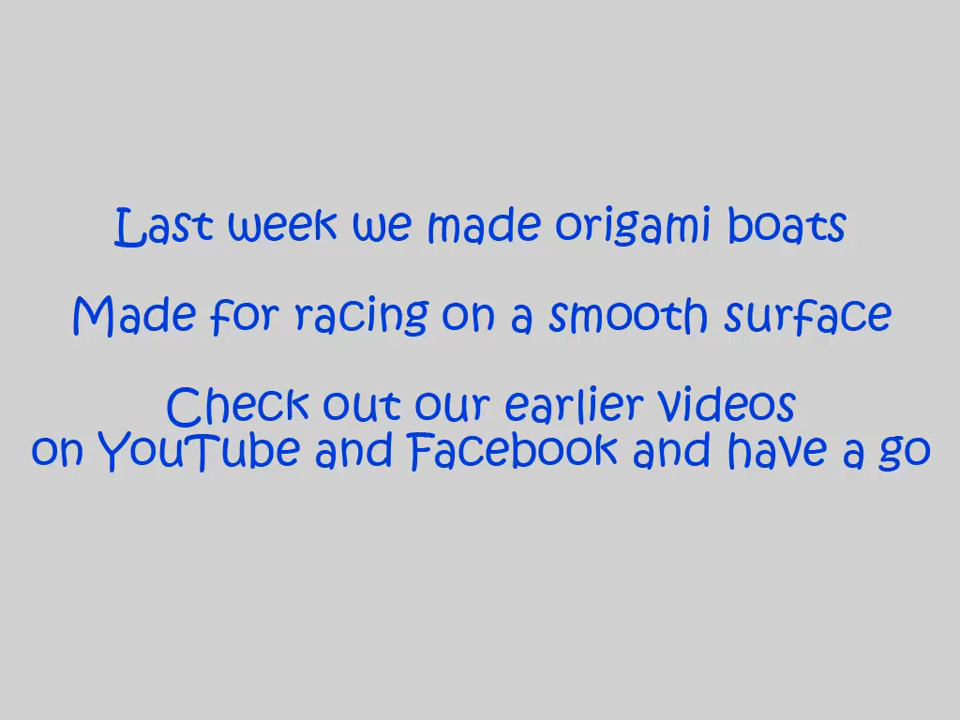 Last week we made origami boats
Made for racing on a smooth surface
Check out our earlier videos
on YouTube and Facebook and have a go